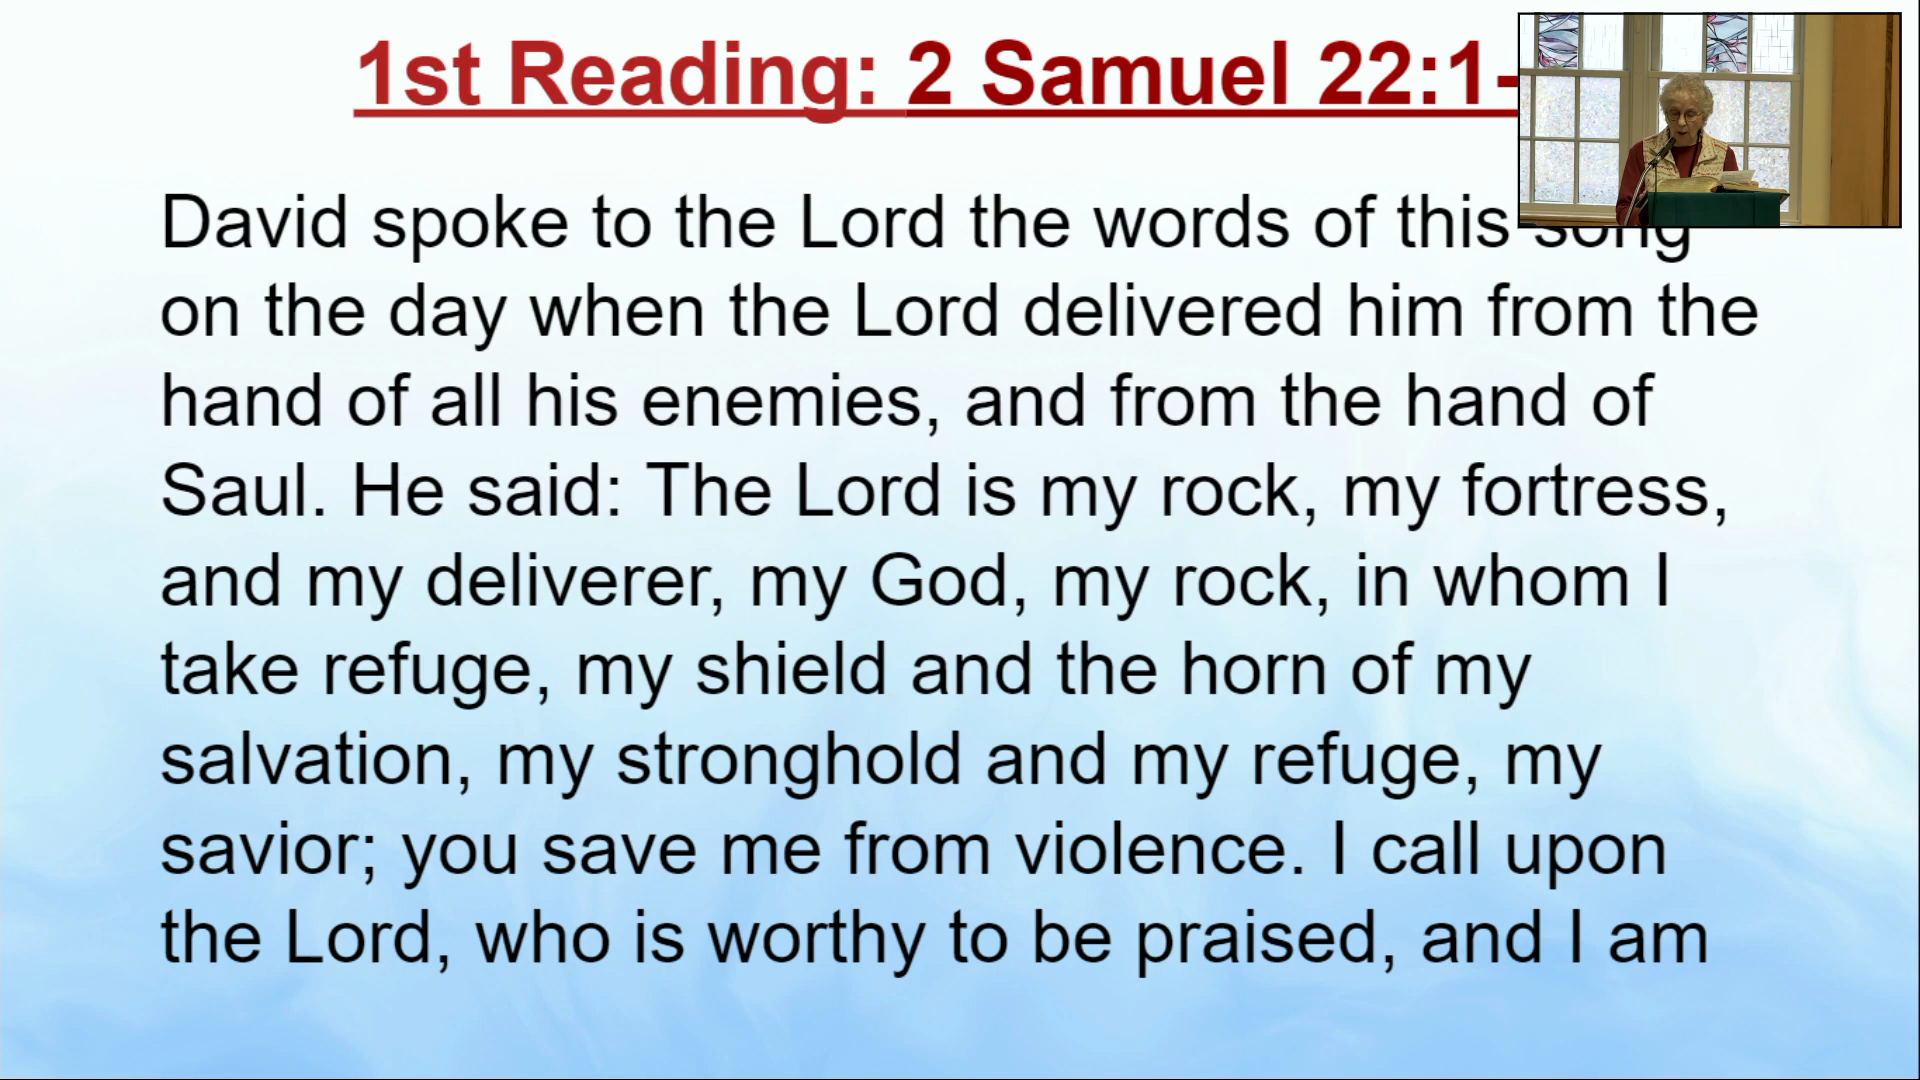 1st Reading: 2 Samuel 22:1-
David spoke to the Lord the words of this song
on the day when the Lord delivered him from the
hand of all his enemies, and from the hand of
Saul. He said: The Lord is my rock, my fortress,
and my deliverer, my God, my rock, in whom I
take refuge, my shield and the horn of my
salvation, my stronghold and my refuge, my
savior; you save me from violence. I call upon
the Lord, who is worthy to be praised, and I am